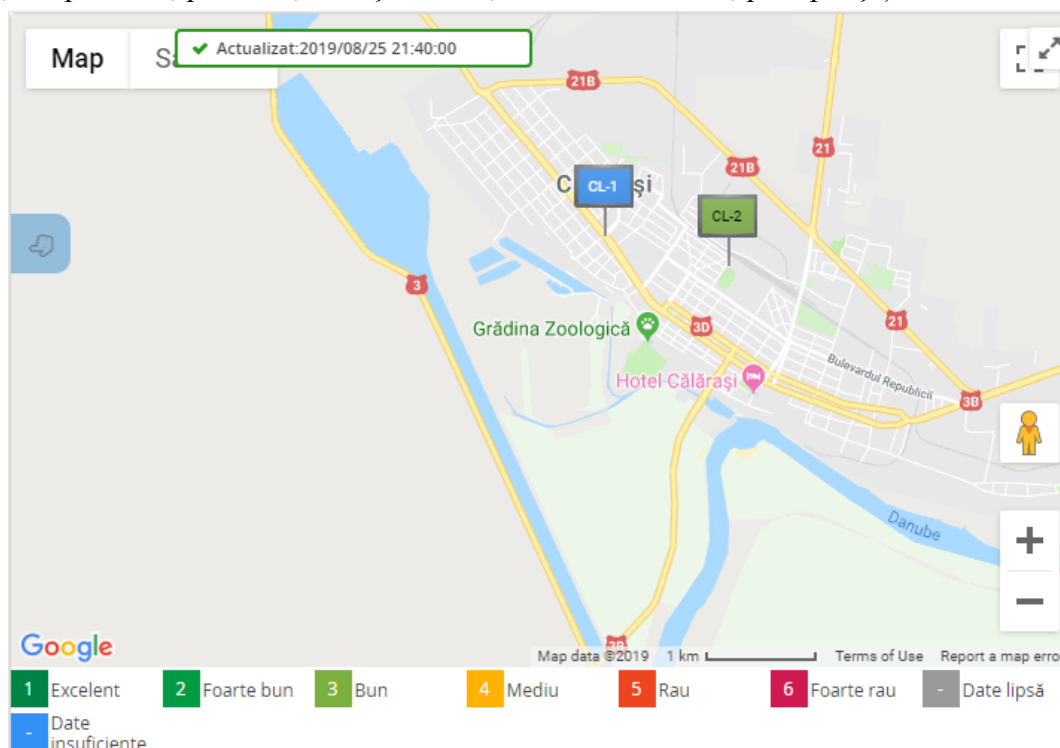 Map
Actualizat:2019/08/25 21:40:00
21B
21
21B
CL-1
CL-2
3
Grădina Zoologică
3D
21
Bulevardul Republicii
Hotel Călărași
3B
Danube
3B
Google
Map data ©2019 1 km Terms of Use Report a map erro
1 Excelent 2 Foarte bun 3 Bun 4 Mediu 5 Rau 6 Foarte rau - Date lipsă
- Date
insuficiente